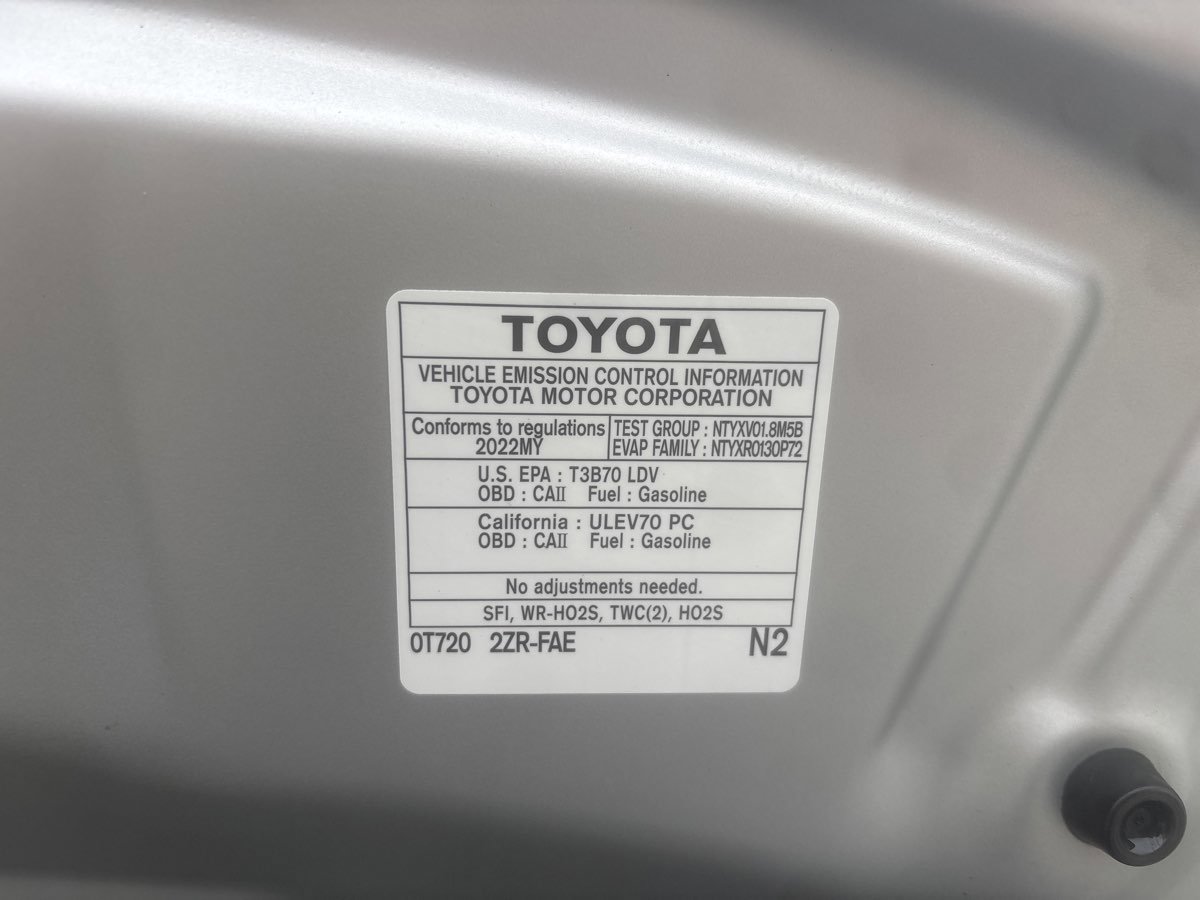 TOYOTA
VEHICLE EMISSION CONTROL INFORMATION
TOYOTA MOTOR CORPORATION
Conforms to regulations
2022MY
TEST GROUP : NTYXV01.8M5B
EVAP FAMILY : NTYXR0130P72
U.S. EPA : T3B70 LDV
OBD : CAII Fuel : Gasoline
California : ULEV70 PC
OBD : CAII Fuel : Gasoline
No adjustments needed.
SFI, WR-HO2S, TWC(2), HO2S
0T720 2ZR-FAE N2